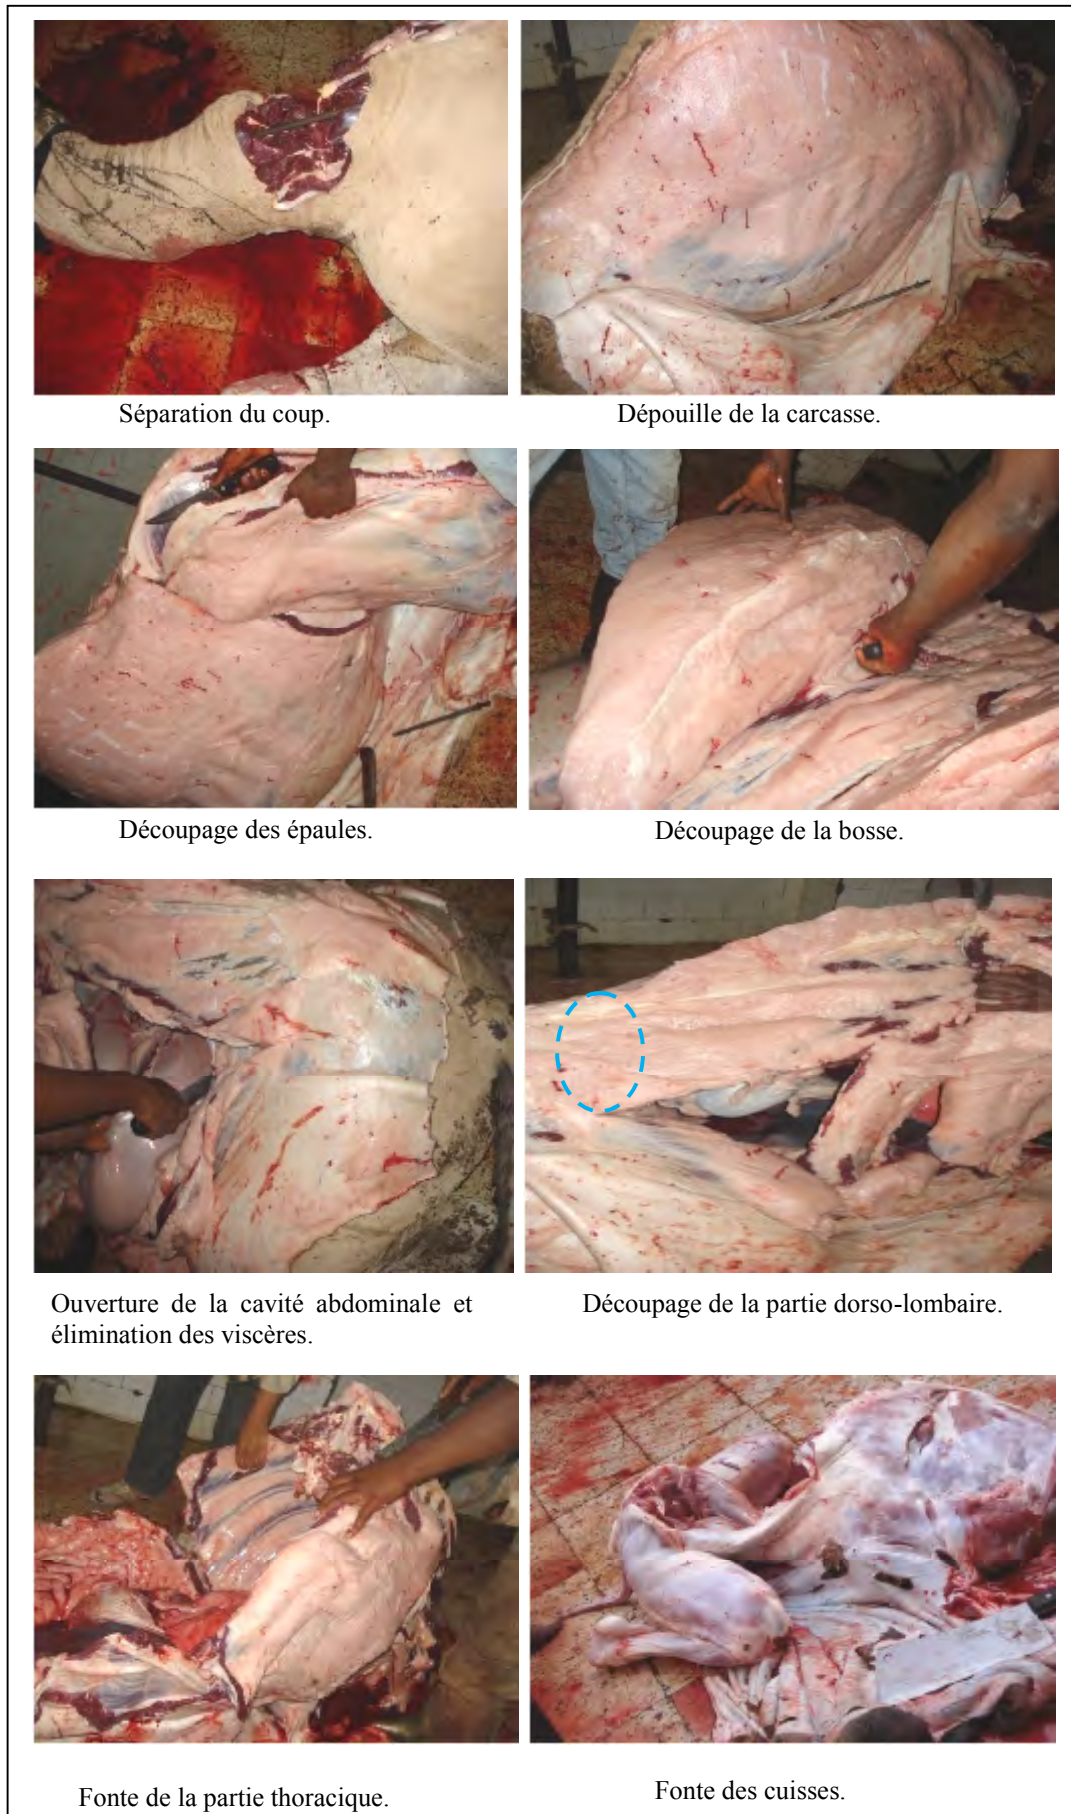 Séparation du coup.
Dépouille de la carcasse.
Découpage des épaules.
Découpage de la bosse.
Ouverture de la cavité abdominale et
élimination des viscères.
Découpage de la partie dorso-lombaire.
Fonte de la partie thoracique.
Fonte des cuisses.